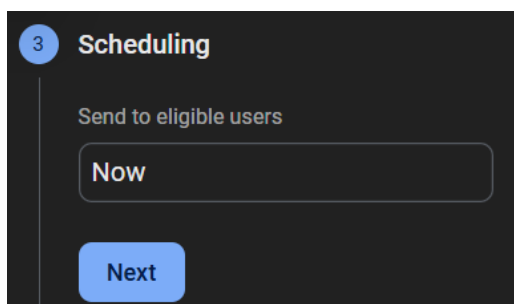 3 Scheduling
Send to eligible users
Now
Next